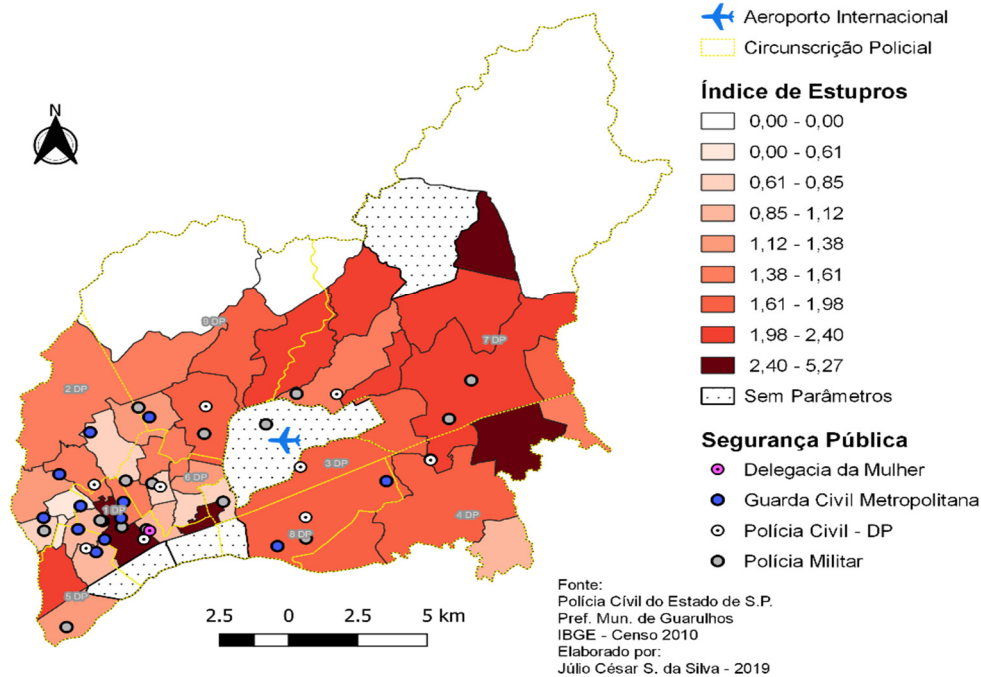 Aeroporto Internacional
Circunscrição Policial
Índice de Estupros
0,00 - 0,00
0,00 - 0,61
0,61 - 0,85
0,85 - 1,12
1,12 - 1,38
1,38 - 1,61
1,61 - 1,98
1,98 - 2,40
2,40 - 5,27
Sem Parâmetros
Segurança Pública
Delegacia da Mulher
Guarda Civil Metropolitana
Polícia Civil - DP
Polícia Militar
N
9 DP
7 DP
2 DP
3 DP
6 DP
1 DP
4 DP
8 DP
5 DP
2.5 0 2.5 5 km
Fonte:
Polícia Cívil do Estado de S.P.
Pref. Mun. de Guarulhos
IBGE - Censo 2010
Elaborado por:
Júlio César S. da Silva - 2019